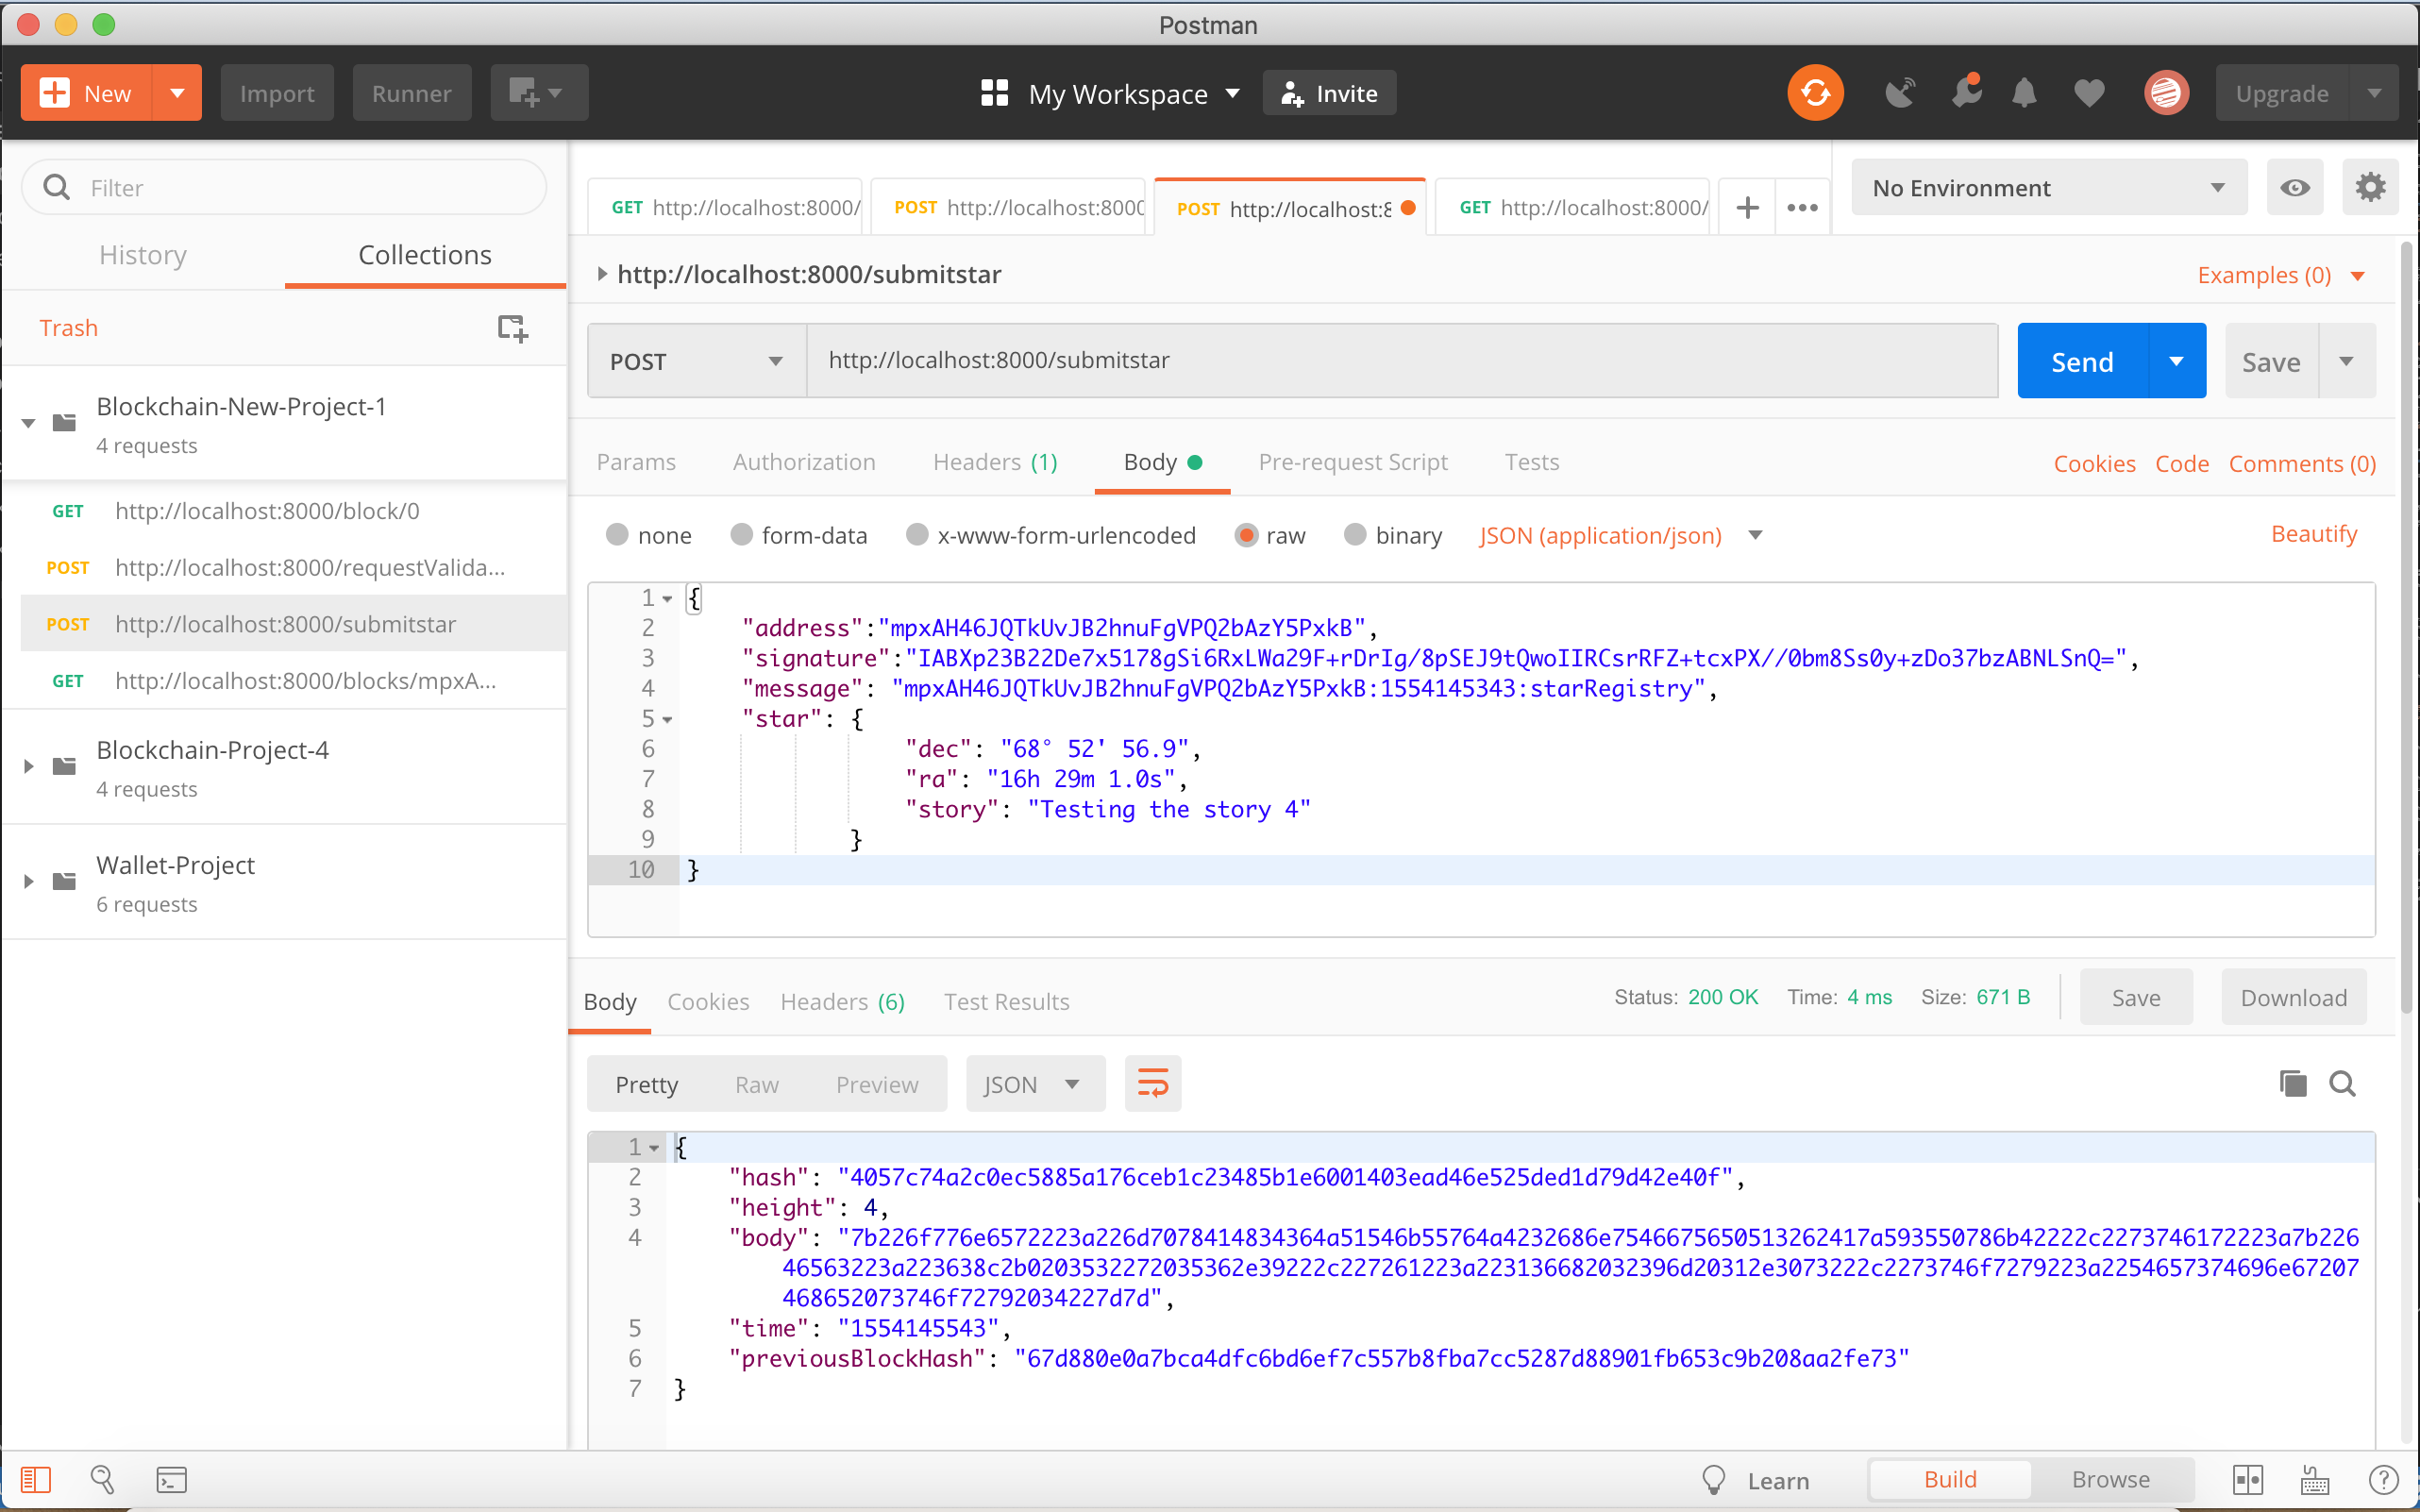 Postman
New
Import
Runner
My Workspace
Invite
Upgrade
Filter
History
Collections
Trash
Blockchain-New-Project-1
4 requests
GET http://localhost:8000/block/0
POST http://localhost:8000/requestValida...
POST http://localhost:8000/submitstar
GET http://localhost:8000/blocks/mpxA...
Blockchain-Project-4
4 requests
Wallet-Project
6 requests
GET http://localhost:8000/
POST http://localhost:8000
POST http://localhost:8
GET http://localhost:8000/
No Environment
http://localhost:8000/submitstar
Examples (0)
POST
http://localhost:8000/submitstar
Send
Save
Params
Authorization
Headers (1)
Body
Pre-request Script
Tests
Cookies
Code
Comments (0)
none
form-data
x-www-form-urlencoded
raw
binary
JSON (application/json)
Beautify
1 {
2 "address":"mpxAH46JQTkUvJB2hnuFgVPQ2bAzY5PxkB",
3 "signature":"IABXp23B22De7x5178gSi6RxLWa29F+rDrIg/8pSEJ9tQwoIIRCsrRFZ+tcxPX//0bm8Ss0y+zDo37bzABNLSnQ=",
4 "message": "mpxAH46JQTkUvJB2hnuFgVPQ2bAzY5PxkB:1554145343:starRegistry",
5 "star": {
6 "dec": "68° 52' 56.9",
7 "ra": "16h 29m 1.0s",
8 "story": "Testing the story 4"
9 }
10 }
Body
Cookies
Headers (6)
Test Results
Status: 200 OK
Time: 4 ms
Size: 671 B
Save
Download
Pretty
Raw
Preview
JSON
1 {
2 "hash": "4057c74a2c0ec5885a176ceb1c23485b1e6001403ead46e525ded1d79d42e40f",
3 "height": 4,
4 "body": "7b226f776e6572223a226d7078414834364a51546b55764a4232686e7546675650513262417a593550786b42222c2273746172223a7b226
46563223a223638c2b0203532272035362e39222c227261223a22313668203239 6d20312e3073222c2273746f7279223a2254657374696e67207
468652073746f72792034227d7d",
5 "time": "1554145543",
6 "previousBlockHash": "67d880e0a7bca4dfc6bd6ef7c557b8fba7cc5287d88901fb653c9b208aa2fe73"
7 }
Learn
Build
Browse